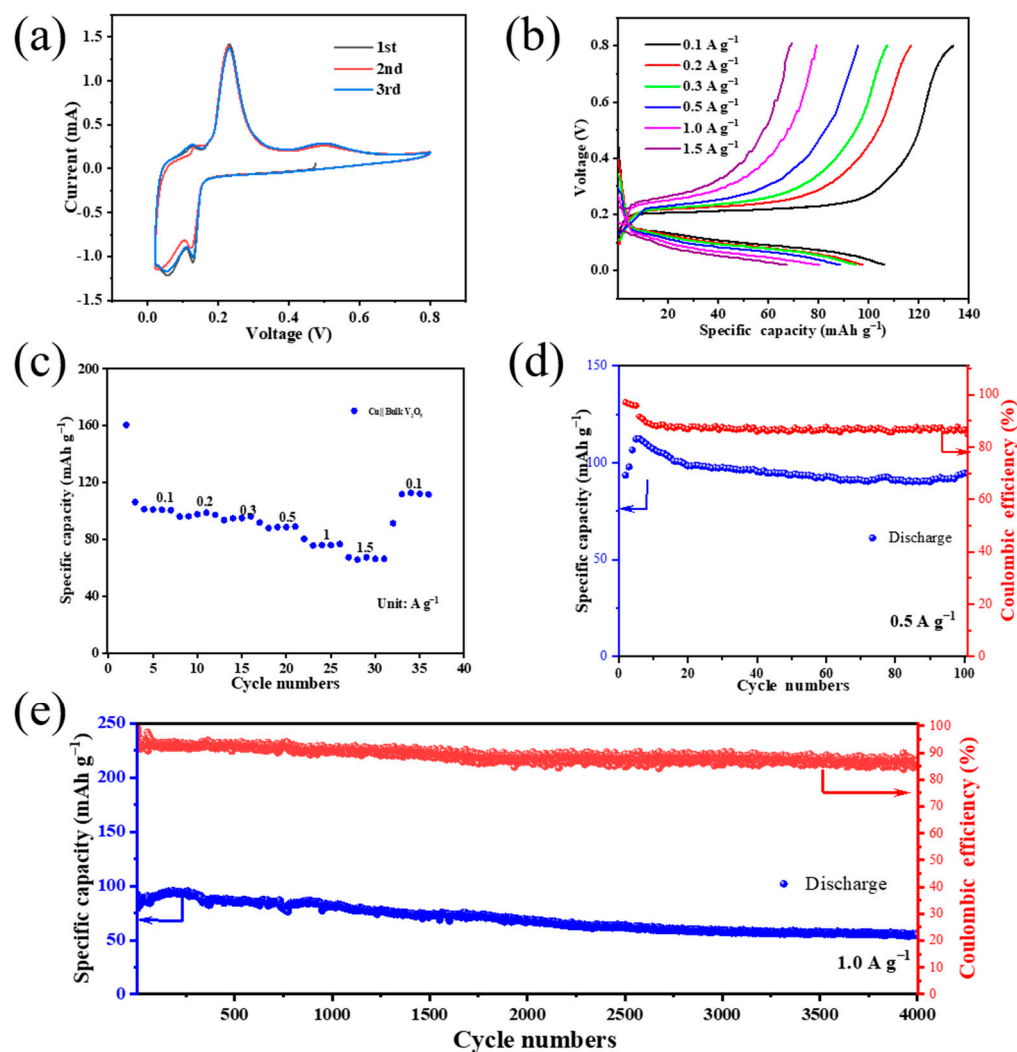 (a)
1.5
1.0
0.5
0.0
-0.5
-1.0
-1.5
Current (mA)
1st
2nd
3rd
0.0 0.2 0.4 0.6 0.8
Voltage (V)
(b)
0.8
0.6
0.4
0.2
0.0
Voltage (V)
0.1 A g⁻¹
0.2 A g⁻¹
0.3 A g⁻¹
0.5 A g⁻¹
1.0 A g⁻¹
1.5 A g⁻¹
0 20 40 60 80 100 120 140
Specific capacity (mAh g⁻¹)
(c)
200
160
120
80
40
0
Specific capacity (mAh g⁻¹)
Cu||Bulk V₂O₅
0.1
0.2
0.3
0.5
1
1.5
0.1
Unit: A g⁻¹
0 5 10 15 20 25 30 35 40
Cycle numbers
(d)
150
100
50
0
Specific capacity (mAh g⁻¹)
Discharge
0.5 A g⁻¹
100
80
60
40
20
0
Coulombic efficiency (%)
0 20 40 60 80 100
Cycle numbers
(e)
250
225
200
175
150
125
100
75
50
25
0
Specific capacity (mAh g⁻¹)
Discharge
1.0 A g⁻¹
100
90
80
70
60
50
40
30
20
10
0
Coulombic efficiency (%)
500 1000 1500 2000 2500 3000 3500 4000
Cycle numbers